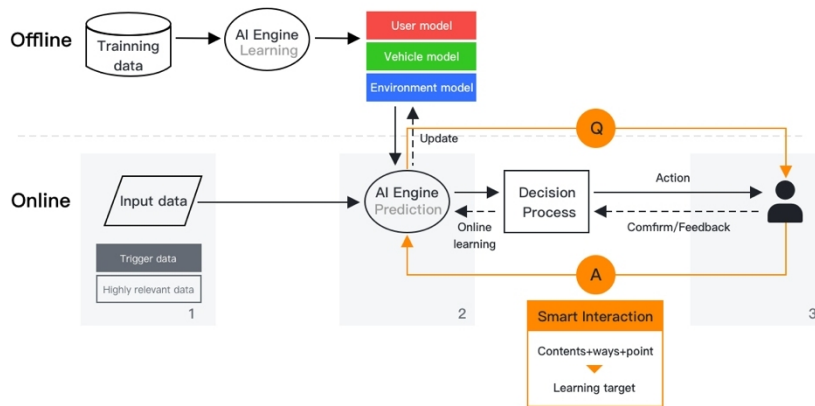 Offline
Trainning
data
AI Engine
Learning
User model
Vehicle model
Environment model
Update
Q
Online
Input data
AI Engine
Prediction
Decision
Process
Action
Online
learning
Comfirm/Feedback
Trigger data
Highly relevant data
A
1
2
3
Smart Interaction
Contents+ways+point
Learning target